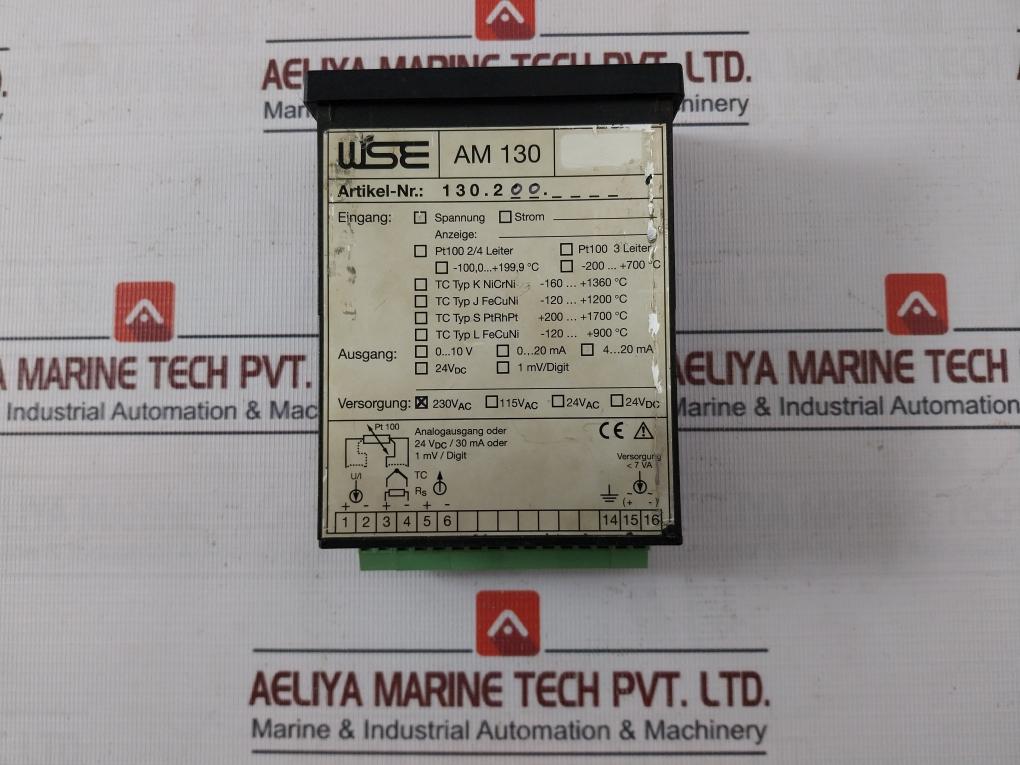 AELIYA MARINE TECH PVT. LTD.
Marine & hinery
WISE AM 130
Artikel-Nr.: 130.200._ _ _ _
Eingang: ☐ Spannung ☐ Strom
Anzeige:
☐ Pt100 2/4 Leiter ☐ Pt100 3 Leiter
☐ -100,0...+199,9 °C ☐ -200 ... +700 °C
☐ TC Typ K NiCrNi -160 ... +1360 °C
☐ TC Typ J FeCuNi -120 ... +1200 °C
☐ TC Typ S PtRhPt +200 ... +1700 °C
☐ TC Typ L FeCuNi -120 ... +900 °C
Ausgang: ☐ 0...10 V ☐ 0...20 mA ☐ 4...20 mA
☐ 24VDC ☐ 1 mV/Digit
Versorgung: ☒ 230VAC ☐ 115VAC ☐ 24VAC ☐ 24VDC
Pt 100
Analogausgang oder
24 VDC / 30 mA oder
1 mV / Digit
CE
Versorgung
< 7 VA
U/I
TC
RS
+ - + - + - (+ -)
1 2 3 4 5 6 14 15 16
A MARINE TECH PVT.
Industrial Automation & Mac
AELIYA MARINE TECH
Marine & Industrial Automation
AELIYA MARINE TECH PVT. LTD.
Marine & Industrial Automation & Machinery